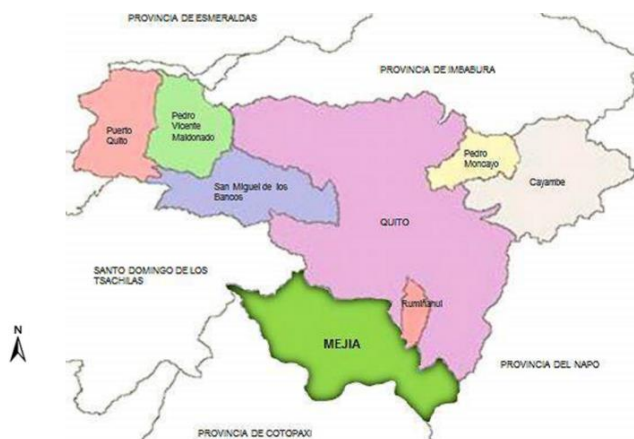 PROVINCIA DE ESMERALDAS
PROVINCIA DE IMBABURA
Puerto
Quito
Pedro
Vicente
Maldonado
Pedro
Moncayo
San Miguel de los
Bancos
Cayambe
QUITO
SANTO DOMINGO DE LOS
TSACHILAS
Rumiñahui
N
MEJIA
PROVINCIA DEL NAPO
PROVINCIA DE COTOPAXI